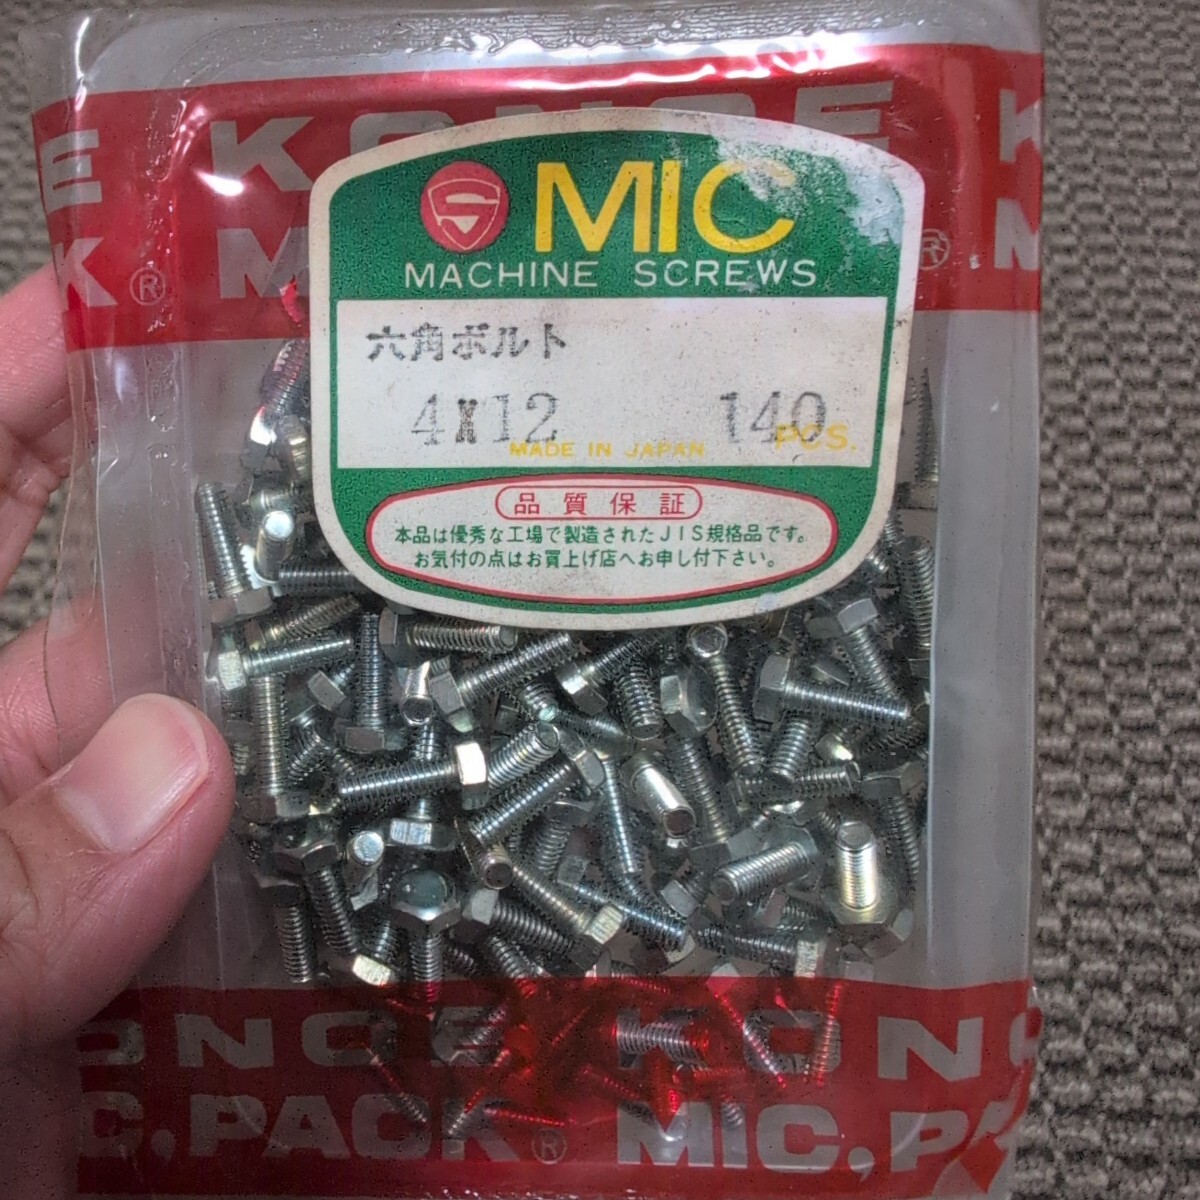 E KONOE K
K® M ® M
MIC
MACHINE SCREWS
六角ボルト
4X12 140 PCS.
MADE IN JAPAN
品質保証
本品は優秀な工場で製造されたJIS規格品です。
お気付の点はお買上げ店へお申し付下さい。
ONOE KONO
C.PACK® MIC.PA